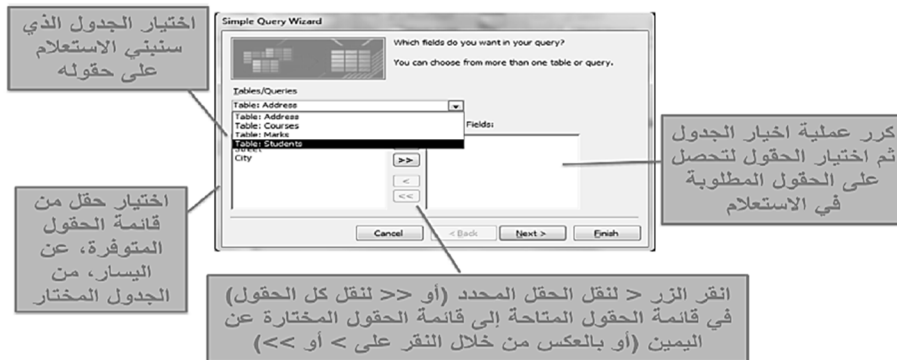 اختيار الجدول الذي
سنبني الاستعلام
على حقوله
Simple Query Wizard
Which fields do you want in your query?
You can choose from more than one table or query.
Tables/Queries
Table: Address
Table: Address
Table: Courses
Table: Marks
Table: Students
Fields:
Street
City
>>
<
<<
Cancel
< Back
Next >
Finish
كرر عملية اخيار الجدول
ثم اختيار الحقول لتحصل
على الحقول المطلوبة
في الاستعلام
اختيار حقل من
قائمة الحقول
المتوفرة، عن
اليسار، من
الجدول المختار
انقر الزر > لنقل الحقل المحدد (أو >> لنقل كل الحقول)
في قائمة الحقول المتاحة إلى قائمة الحقول المختارة عن
اليمين (أو بالعكس من خلال النقر على < أو <<)